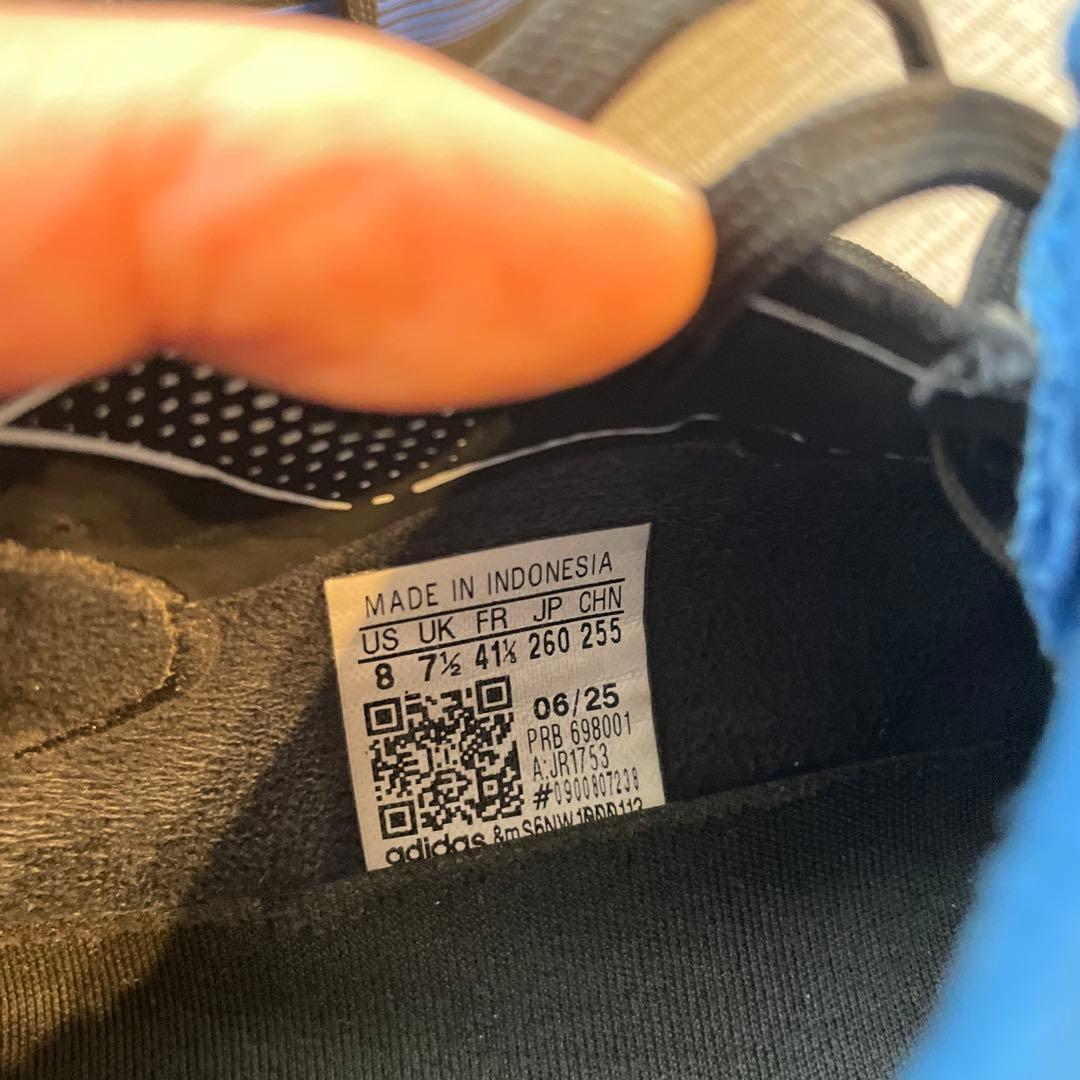 MADE IN INDONESIA
US UK FR JP CHN
8 7½ 41⅓ 260 255
06/25
PRB 698001
A:JR1753
#0900807238
adidas